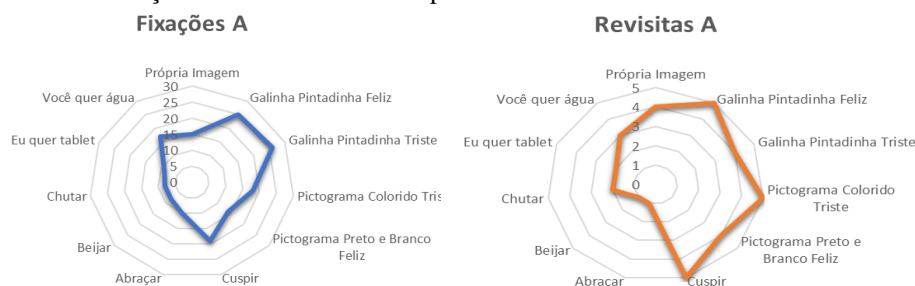 Fixações A
Própria Imagem
30
25
20
15
10
5
0
Galinha Pintadinha Feliz
Galinha Pintadinha Triste
Pictograma Colorido Tris
Pictograma Preto e Branco
Feliz
Cuspir
Abraçar
Beijar
Chutar
Eu quer tablet
Você quer água
Revisitas A
Própria Imagem
5
4
3
2
1
0
Galinha Pintadinha Feliz
Galinha Pintadinha Triste
Pictograma Colorido
Triste
Pictograma Preto e
Branco Feliz
Cuspir
Abraçar
Beijar
Chutar
Eu quer tablet
Você quer água